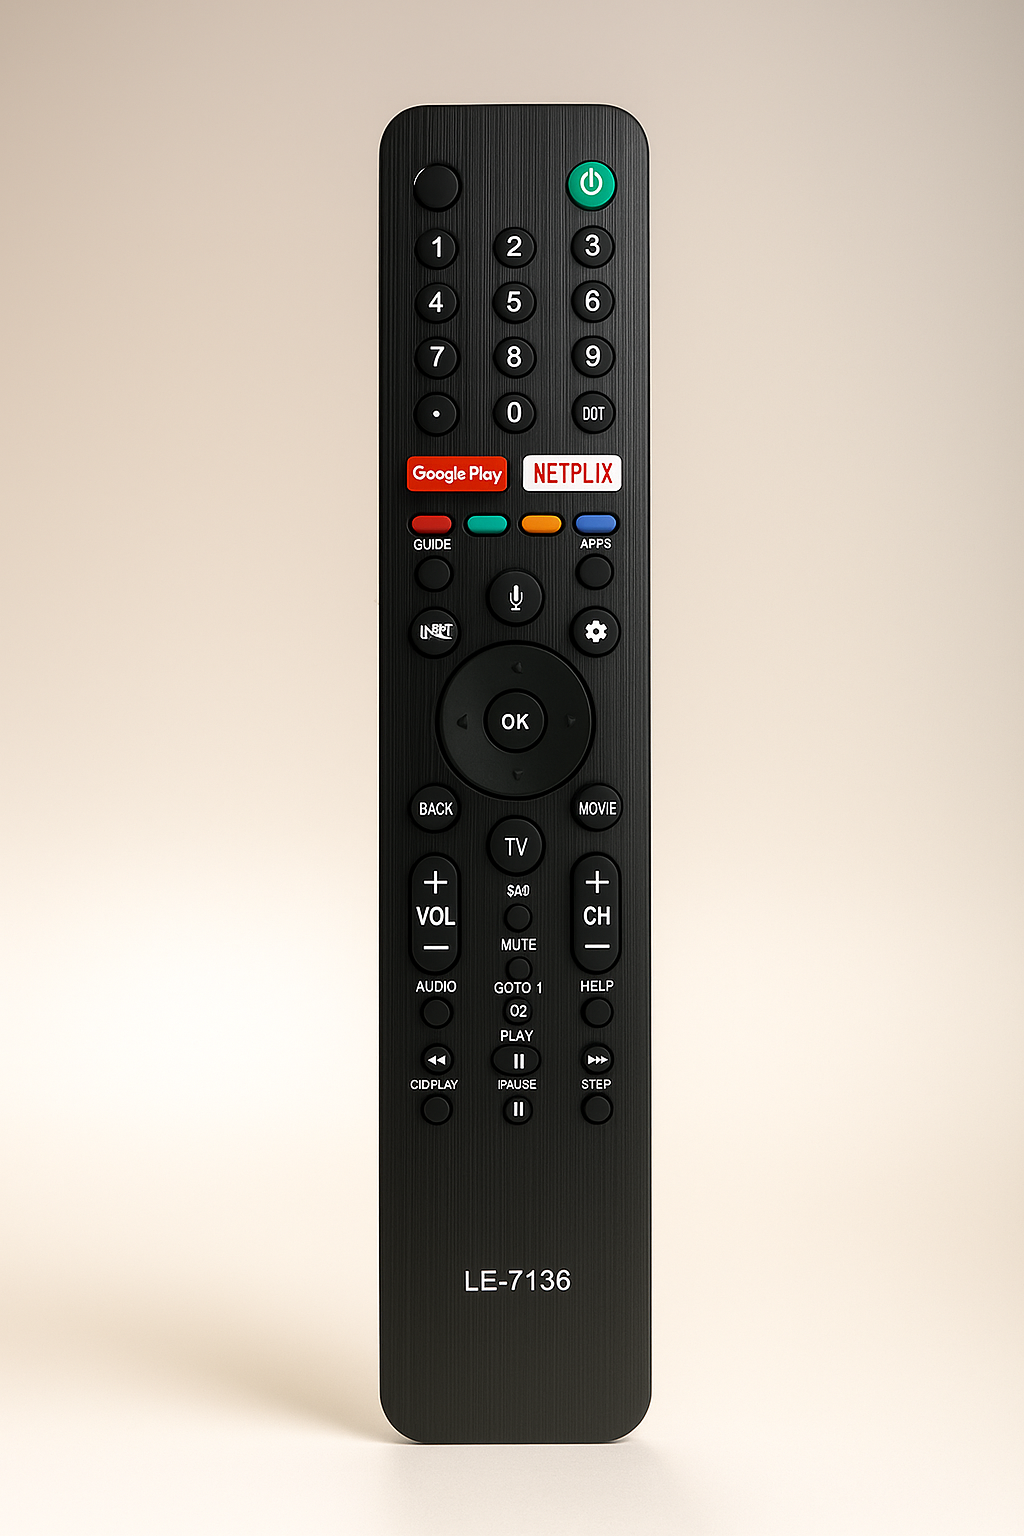 1 2 3
4 5 6
7 8 9
• 0 DOT
Google Play NETPLIX
GUIDE APPS
OK
BACK MOVIE
TV
+ +
VOL CH
− −
MUTE
AUDIO GOTO 1 HELP
O2
PLAY
CIDPLAY IPAUSE STEP
LE-7136